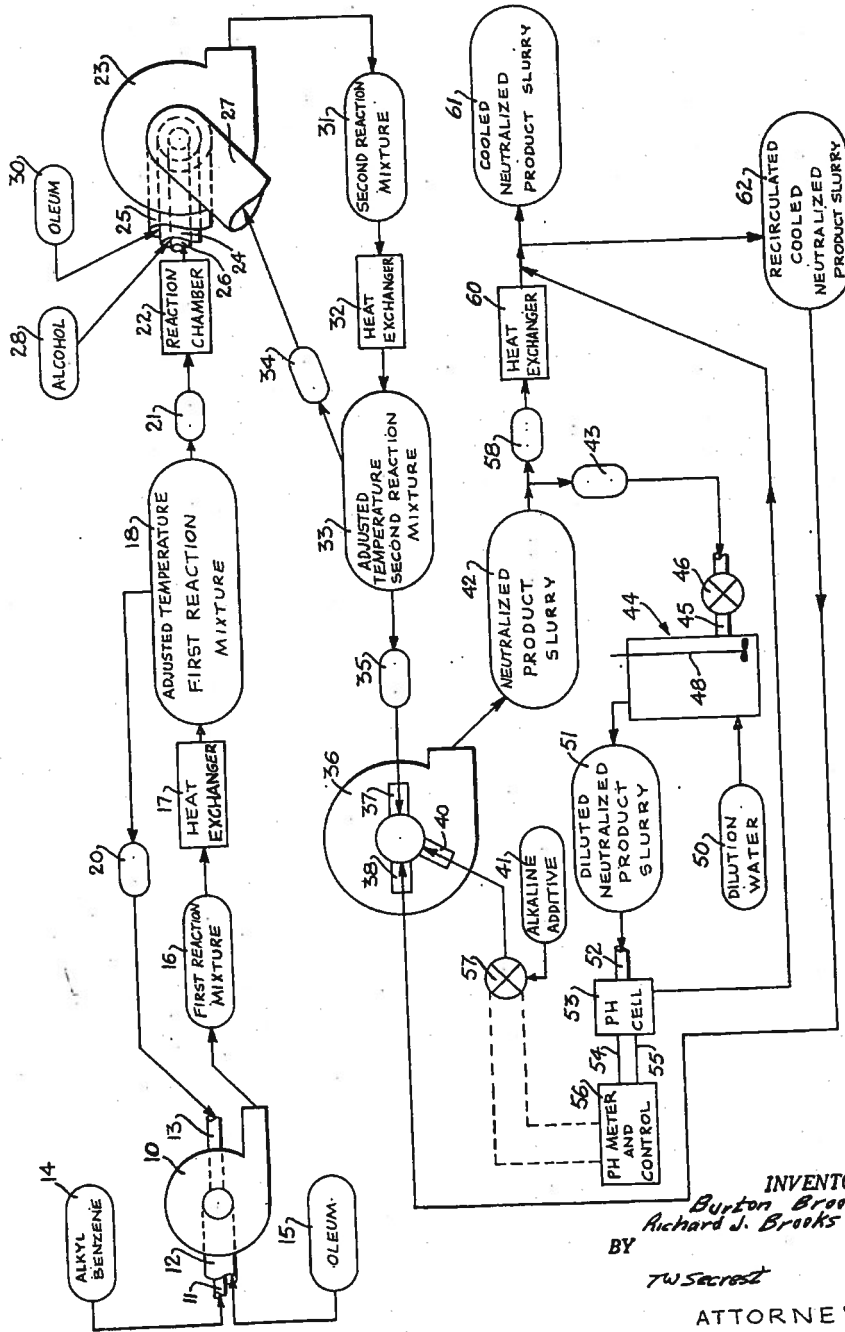 14
ALKYL
BENZENE
11
12
10
13
15
OLEUM
16
FIRST REACTION
MIXTURE
17
HEAT
EXCHANGER
20
18
ADJUSTED TEMPERATURE
FIRST REACTION
MIXTURE
21
22
REACTION
CHAMBER
28
ALCOHOL
30
OLEUM
25
24
26
27
23
31
SECOND REACTION
MIXTURE
32
HEAT
EXCHANGER
34
33
ADJUSTED
TEMPERATURE
SECOND REACTION
MIXTURE
35
36
37
38
40
41
ALKALINE
ADDITIVE
57
42
NEUTRALIZED
PRODUCT
SLURRY
58
43
60
HEAT
EXCHANGER
61
COOLED
NEUTRALIZED
PRODUCT SLURRY
62
RECIRCULATED
COOLED
NEUTRALIZED
PRODUCT SLURRY
46
45
44
48
50
DILUTION
WATER
51
DILUTED
NEUTRALIZED
PRODUCT
SLURRY
52
53
PH
CELL
54
55
56
PH METER
AND
CONTROL
INVENTO
Burton Broo
Richard J. Brooks
BY
TW Secrest
ATTORNEY